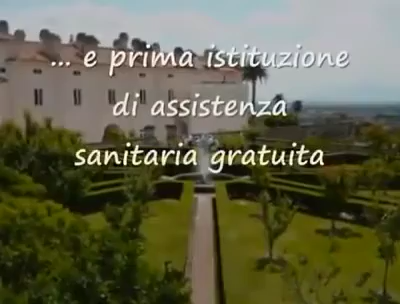 ... e prima istituzione
di assistenza
sanitaria gratuita